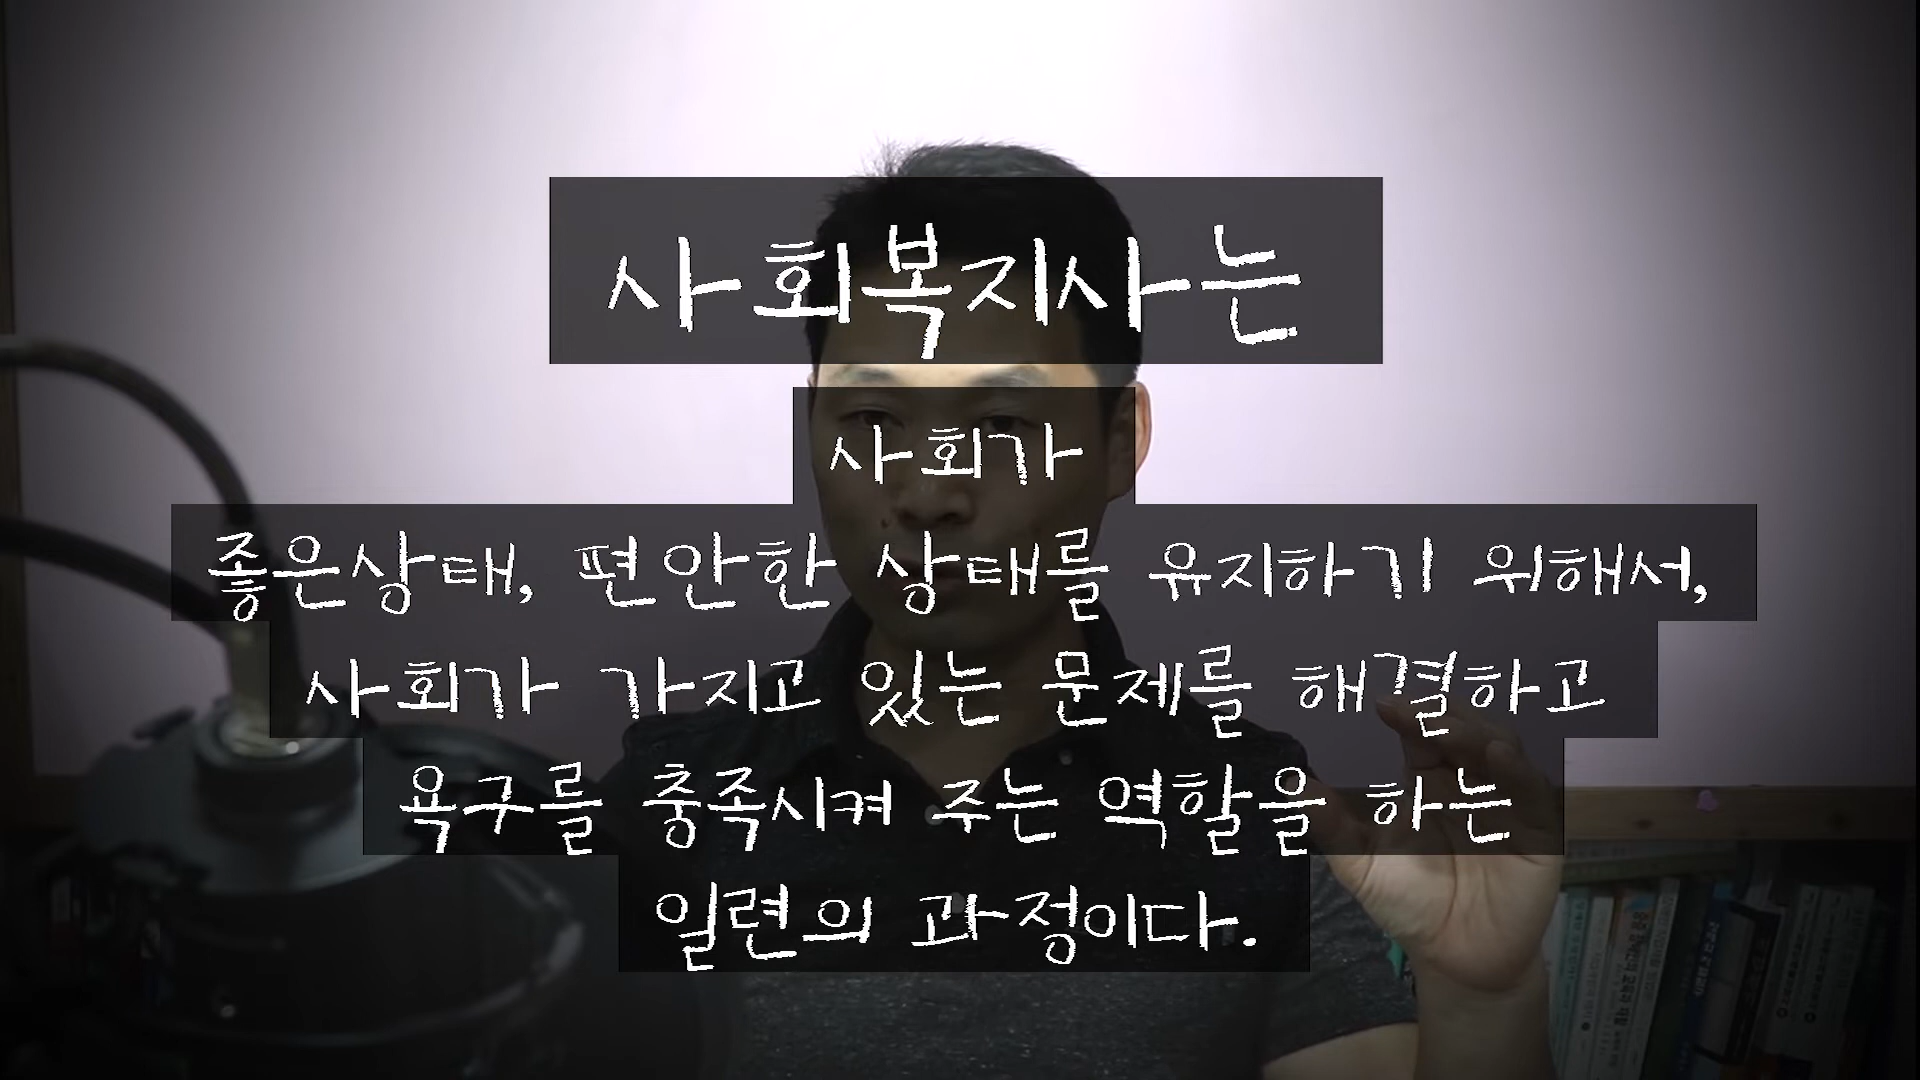 사회복지사는
사회가
좋은상태, 편안한 상태를 유지하기 위해서,
사회가 가지고 있는 문제를 해결하고
욕구를 충족시켜 주는 역할을 하는
일련의 과정이다.